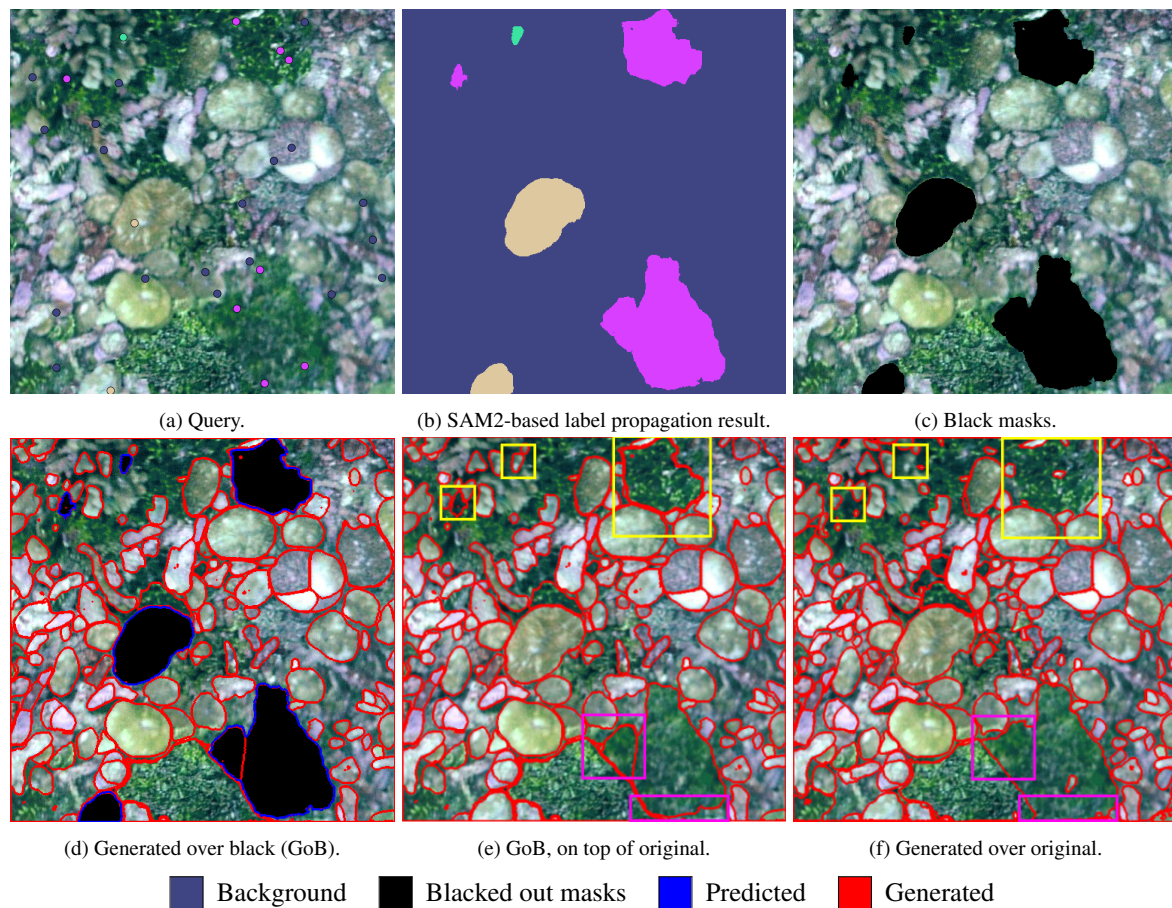 (a) Query.
(b) SAM2-based label propagation result.
(c) Black masks.
(d) Generated over black (GoB).
(e) GoB, on top of original.
(f) Generated over original.
Background
Blacked out masks
Predicted
Generated